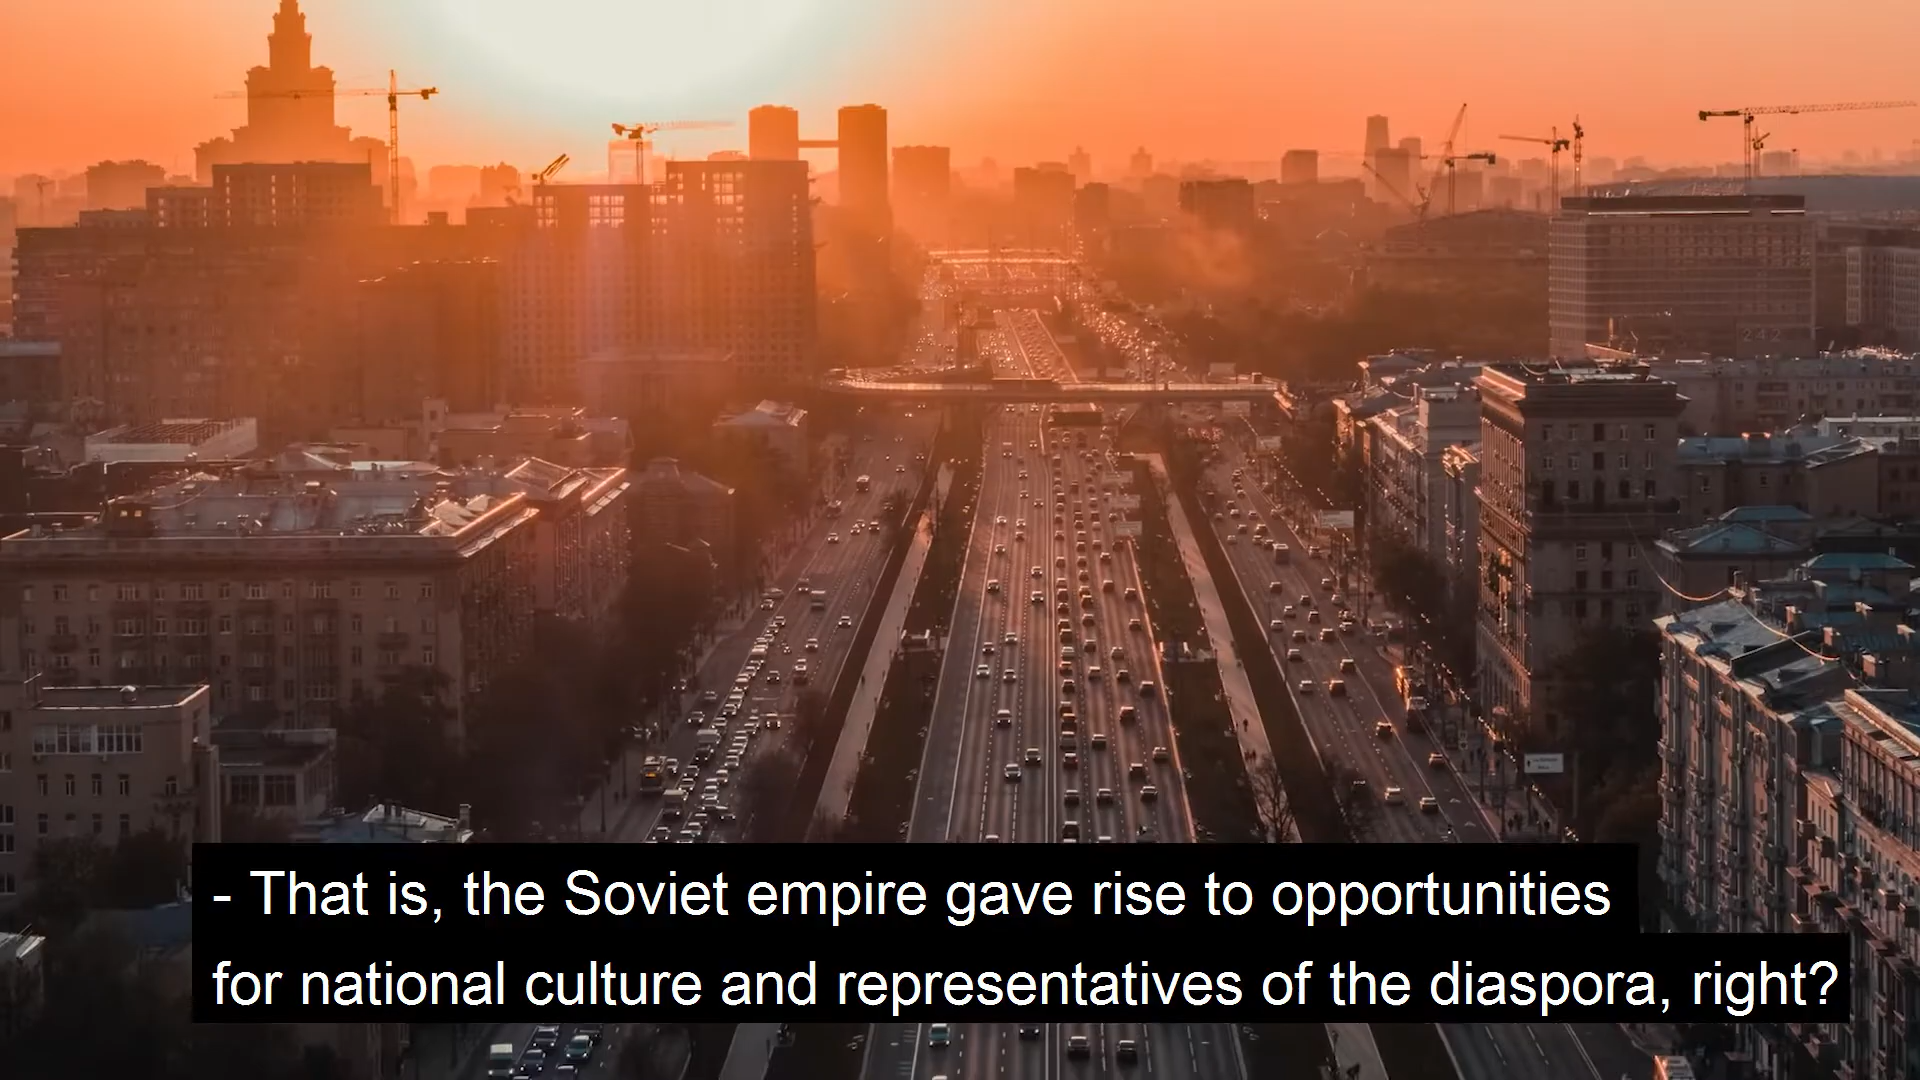 - That is, the Soviet empire gave rise to opportunities
for national culture and representatives of the diaspora, right?